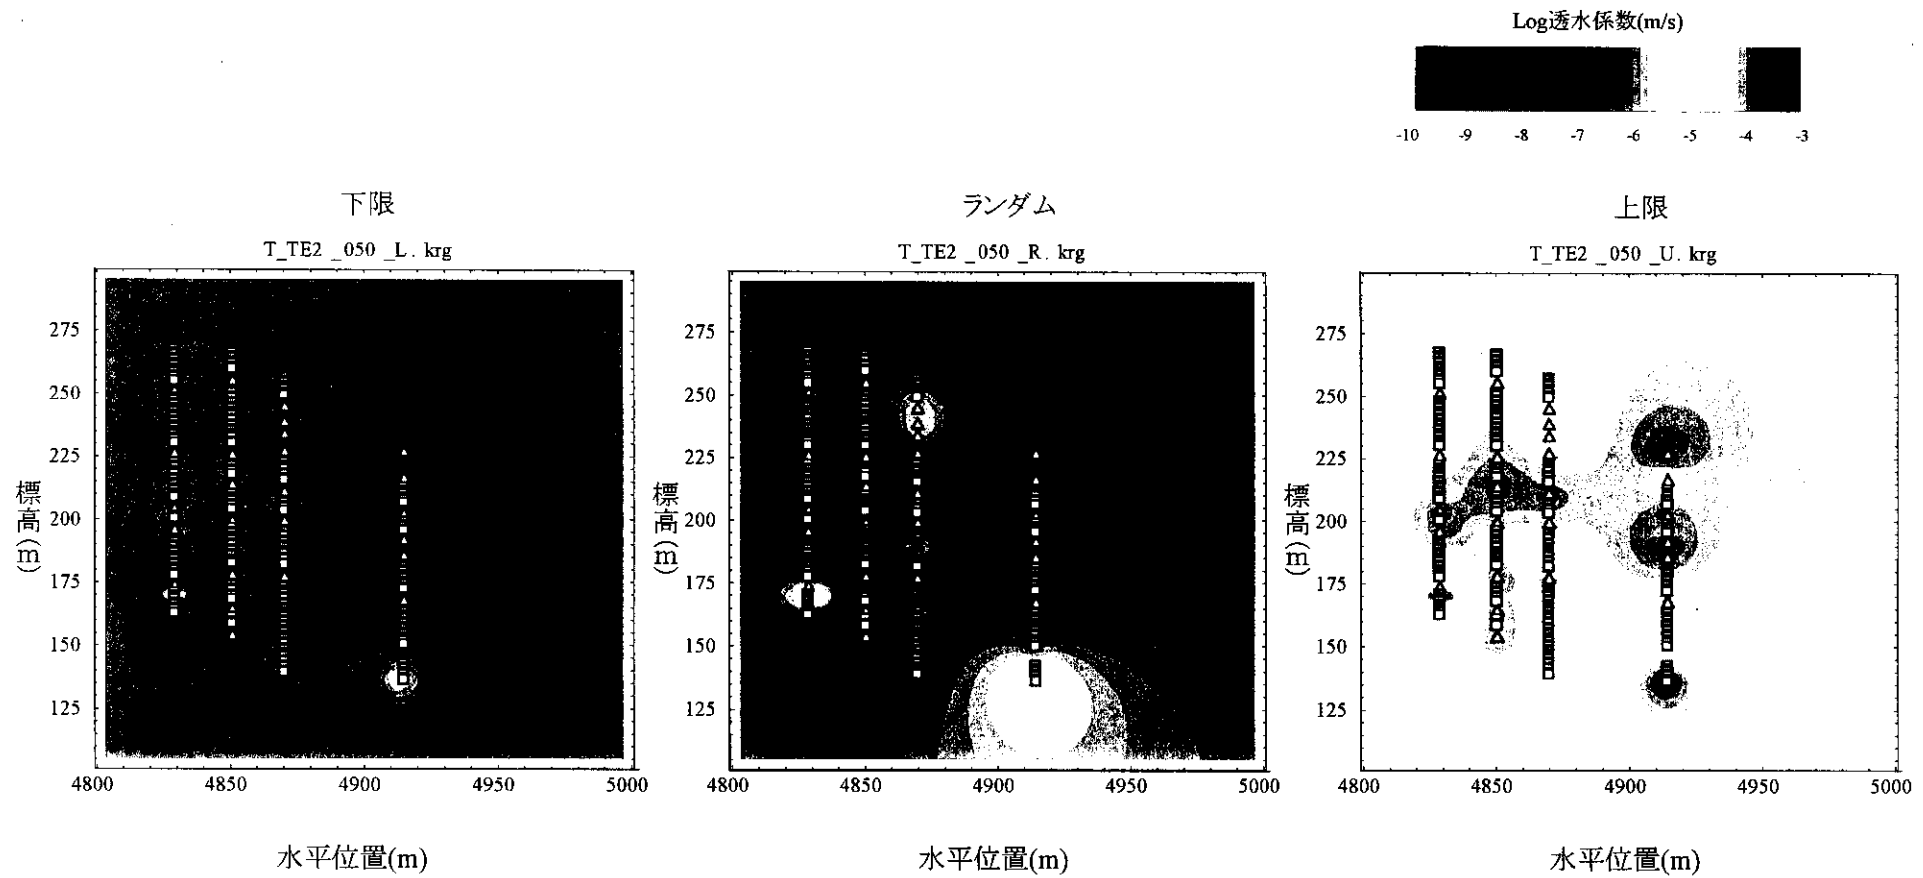 Log透水係数(m/s)
-10 -9 -8 -7 -6 -5 -4 -3
下限 ランダム 上限
T_TE2 _050 _L. krg T_TE2 _050 _R. krg T_TE2 _050 _U. krg
275 275 275
250 250 250
225 225 225
標高(m) 標高(m) 標高(m)
200 200 200
175 175 175
150 150 150
125 125 125
4800 4850 4900 4950 5000 4800 4850 4900 4950 5000 4800 4850 4900 4950 5000
水平位置(m) 水平位置(m) 水平位置(m)